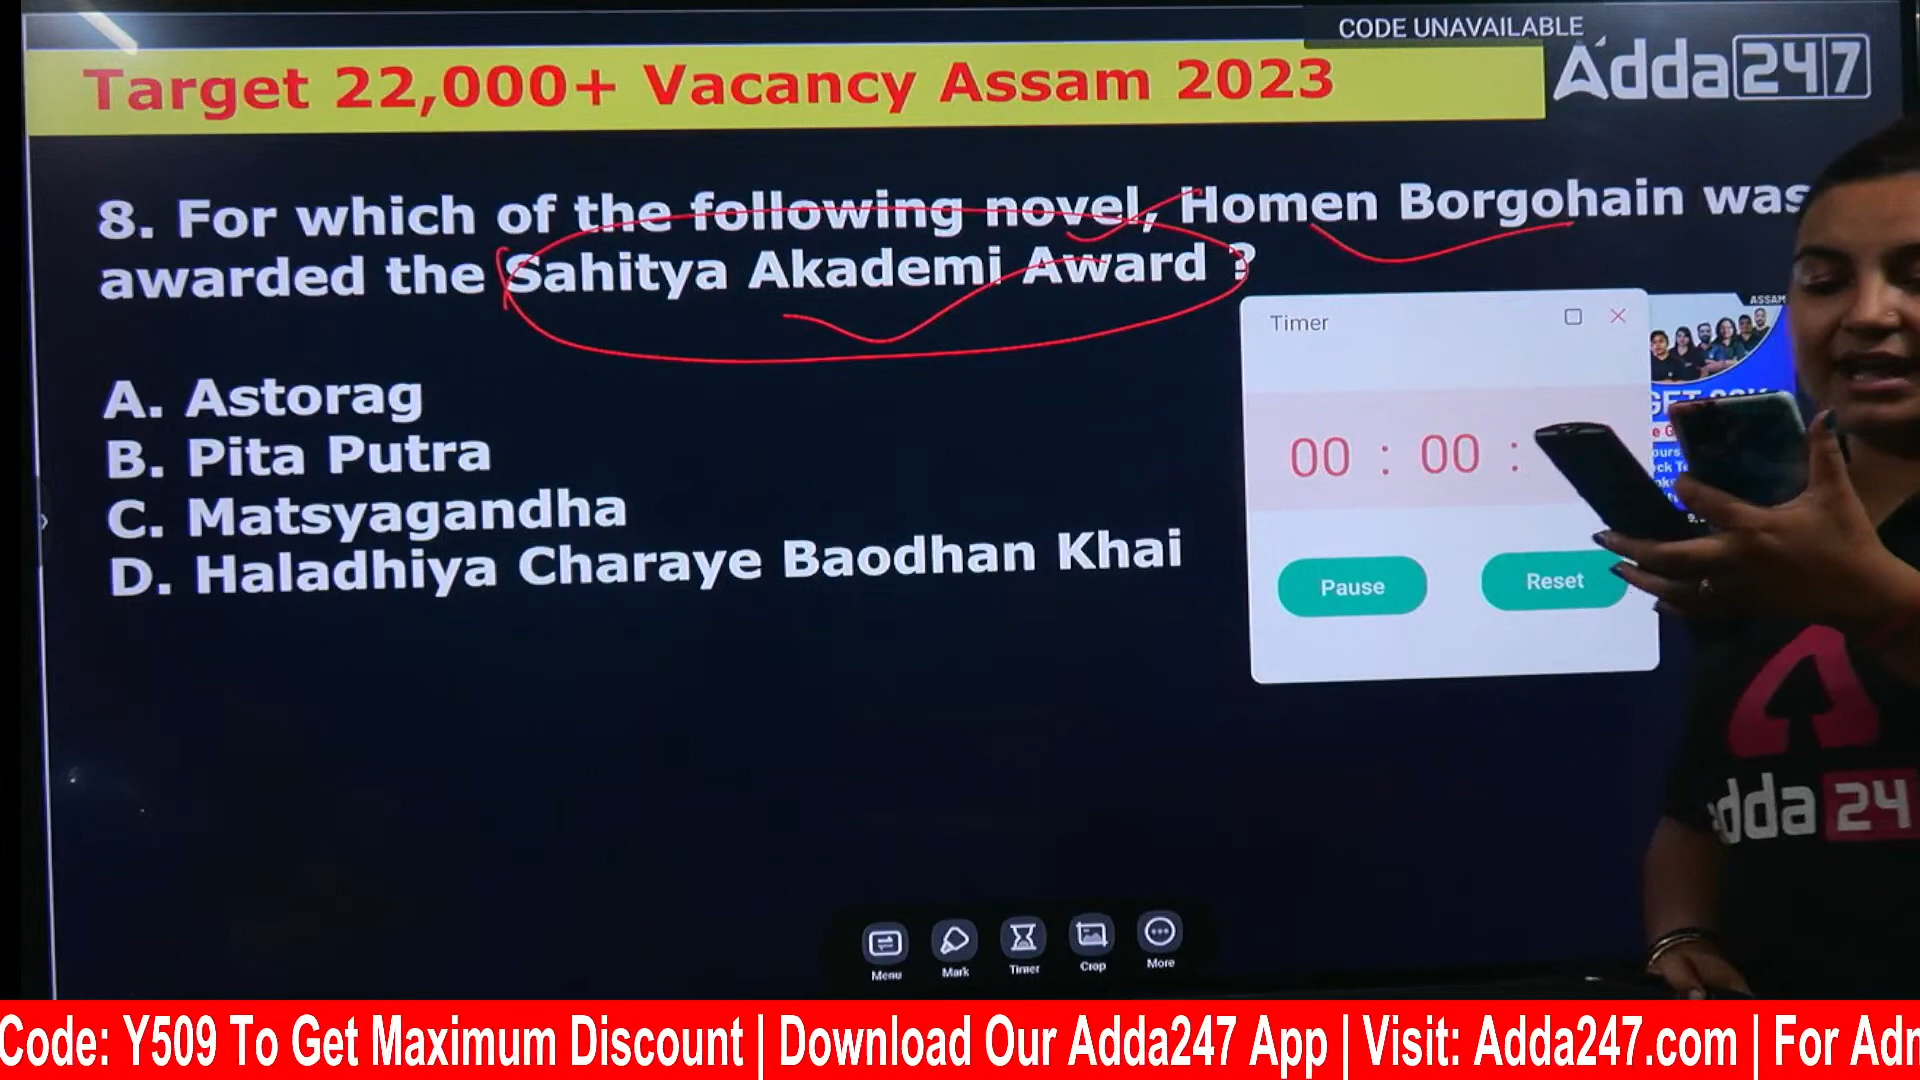 CODE UNAVAILABLE
Target 22,000+ Vacancy Assam 2023
Adda247
8. For which of the following novel, Homen Borgohain was
awarded the Sahitya Akademi Award ?
A. Astorag
B. Pita Putra
C. Matsyagandha
D. Haladhiya Charaye Baodhan Khai
Timer
00 : 00 :
Pause
Reset
ASSAM
adda 24
Menu
Mark
Timer
Crop
More
Code: Y509 To Get Maximum Discount | Download Our Adda247 App | Visit: Adda247.com | For Adm